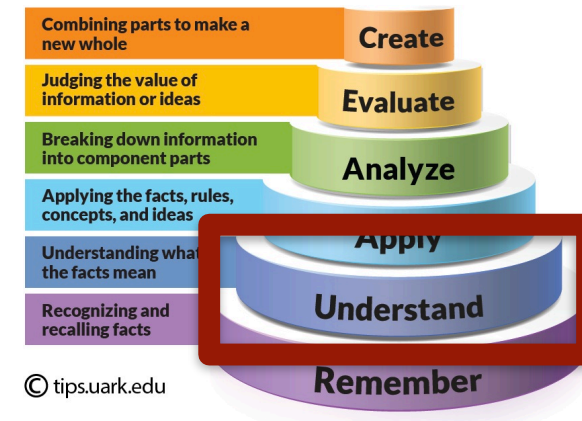 Combining parts to make a
new whole
Create
Judging the value of
information or ideas
Evaluate
Breaking down information
into component parts
Analyze
Applying the facts, rules,
concepts, and ideas
Apply
Understanding what
the facts mean
Understand
Recognizing and
recalling facts
Remember
© tips.uark.edu